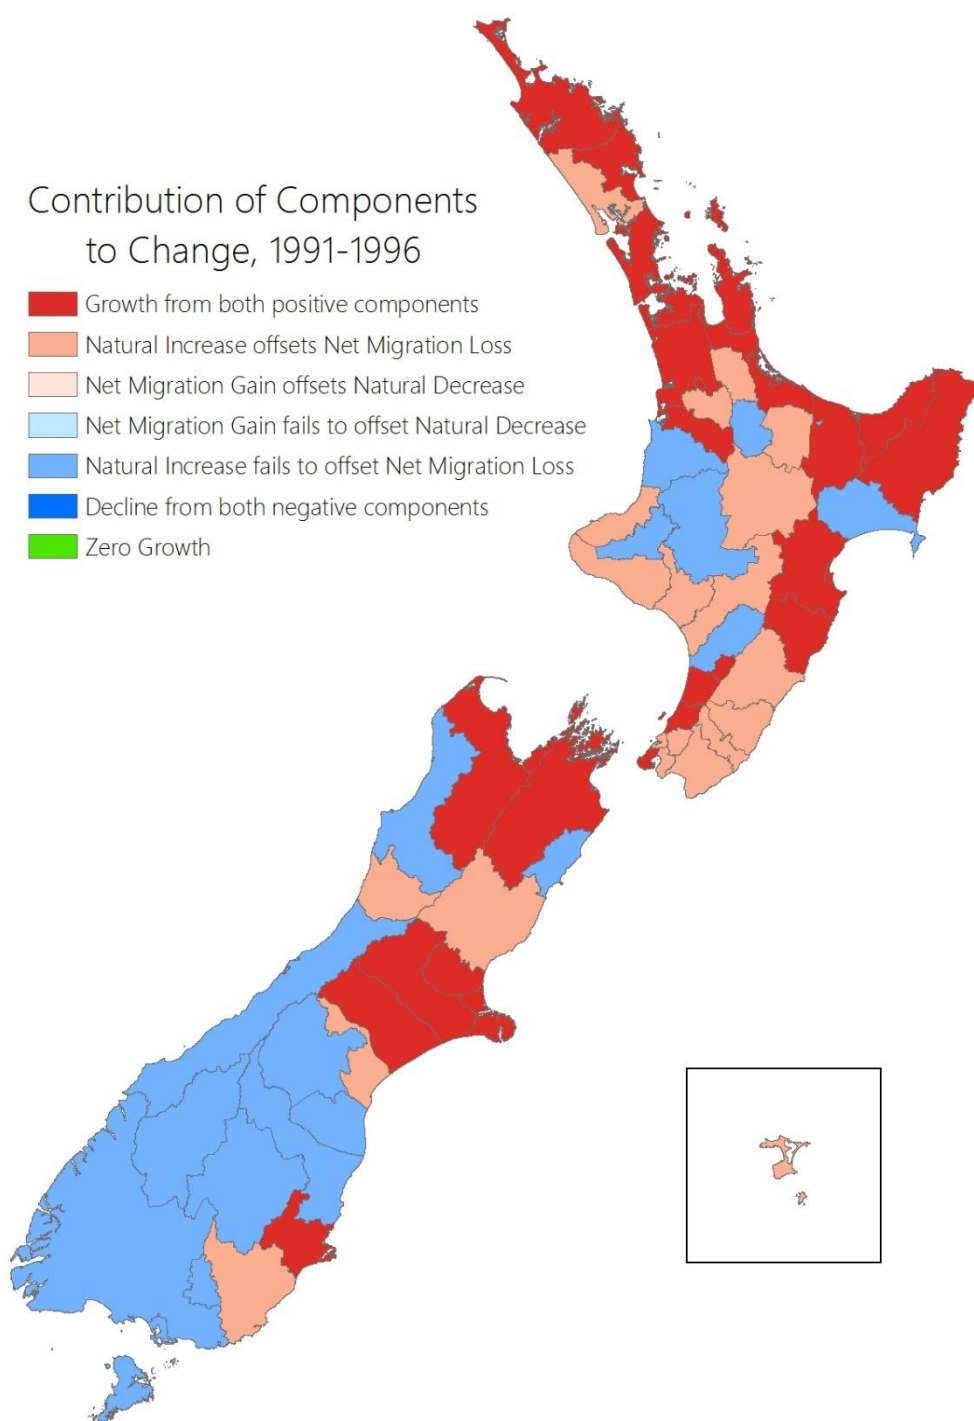 Contribution of Components
to Change, 1991-1996
Growth from both positive components
Natural Increase offsets Net Migration Loss
Net Migration Gain offsets Natural Decrease
Net Migration Gain fails to offset Natural Decrease
Natural Increase fails to offset Net Migration Loss
Decline from both negative components
Zero Growth